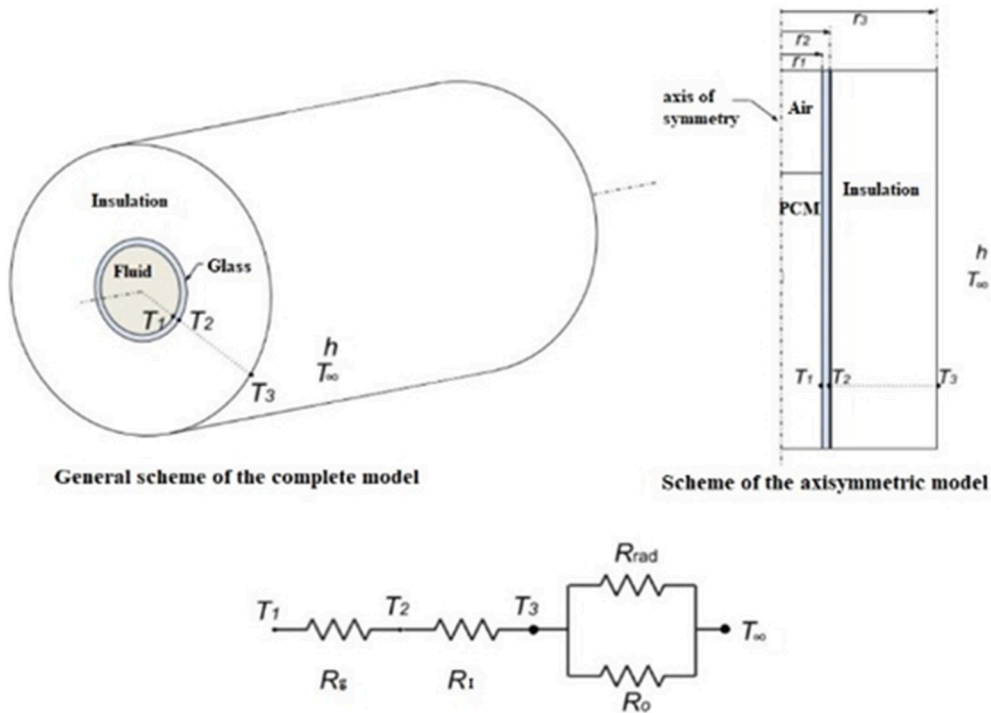 Insulation
Fluid
Glass
T1 T2
T3
h
T∞
General scheme of the complete model
r3
r2
r1
axis of
symmetry
Air
PCM
Insulation
h
T∞
T1 T2 T3
Scheme of the axisymmetric model
Rrad
T1 T2 T3
T∞
Rg RI
Ro